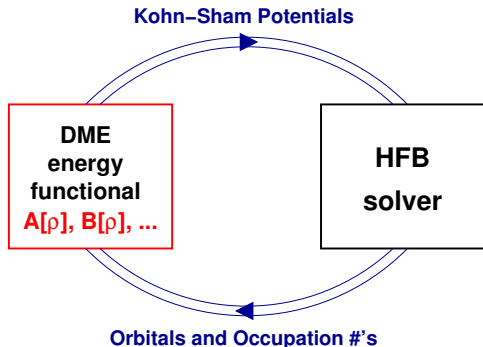 Kohn−Sham Potentials
DME
energy
functional
A[ρ], B[ρ], ...
HFB
solver
Orbitals and Occupation #'s